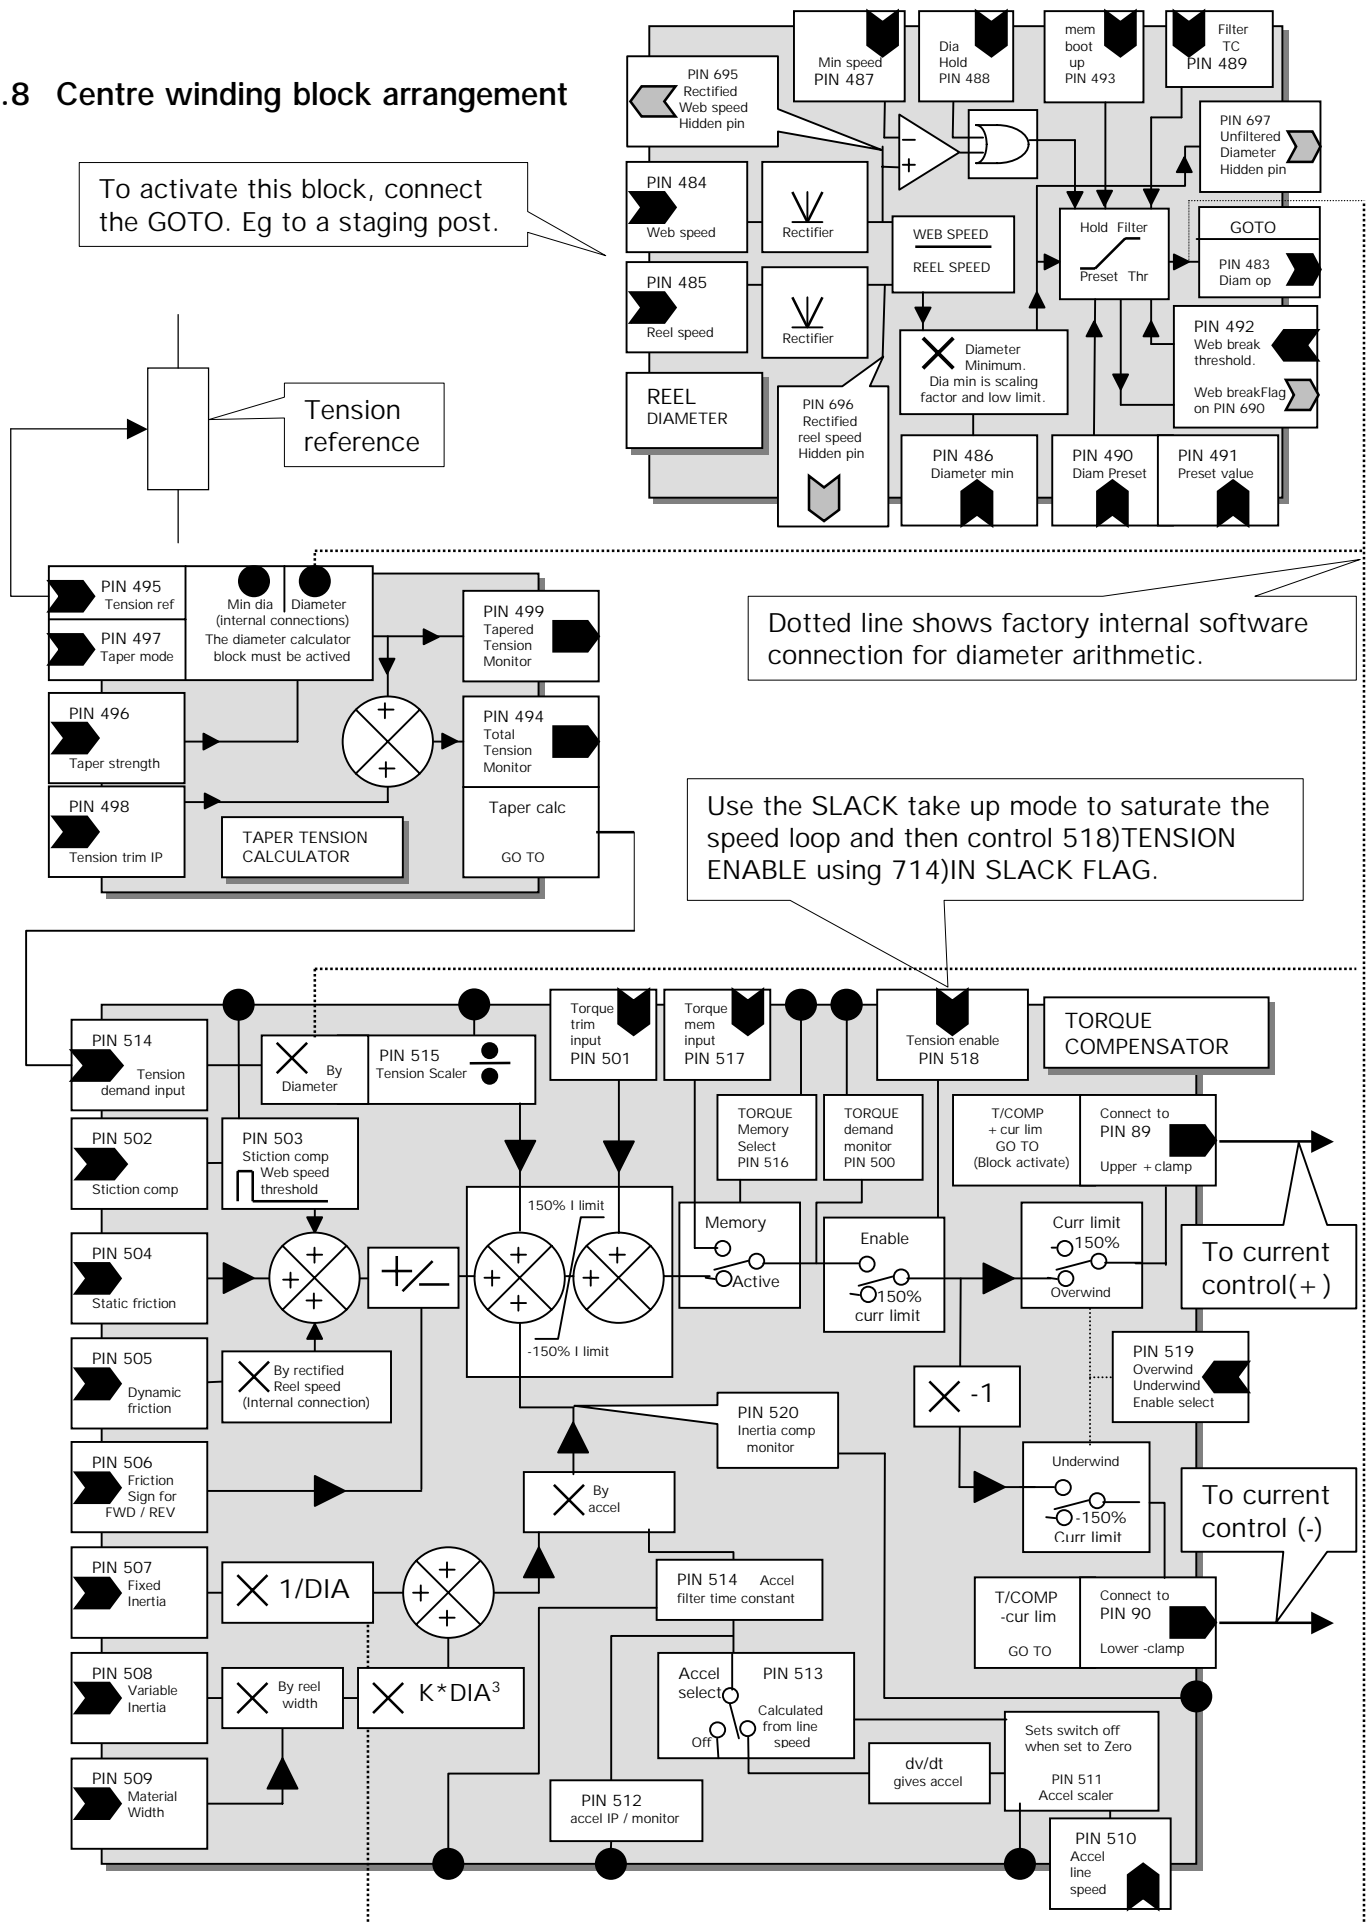 .8 Centre winding block arrangement
To activate this block, connect
the GOTO. Eg to a staging post.
PIN 695
Rectified
Web speed
Hidden pin
Min speed
PIN 487
Dia
Hold
PIN 488
mem
boot
up
PIN 493
Filter
TC
PIN 489
PIN 697
Unfiltered
Diameter
Hidden pin
−
+
PIN 484
Web speed
Rectifier
WEB SPEED
REEL SPEED
Hold Filter
Preset Thr
GOTO
PIN 483
Diam op
PIN 485
Reel speed
Rectifier
Diameter
Minimum.
Dia min is scaling
factor and low limit.
PIN 492
Web break
threshold.
Web breakFlag
on PIN 690
REEL
DIAMETER
PIN 696
Rectified
reel speed
Hidden pin
PIN 486
Diameter min
PIN 490
Diam Preset
PIN 491
Preset value
Tension
reference
PIN 495
Tension ref
Min dia
Diameter
(internal connections)
The diameter calculator
block must be actived
PIN 497
Taper mode
PIN 499
Tapered
Tension
Monitor
Dotted line shows factory internal software
connection for diameter arithmetic.
PIN 496
Taper strength
+
+
PIN 494
Total
Tension
Monitor
PIN 498
Tension trim IP
TAPER TENSION
CALCULATOR
Taper calc
GO TO
Use the SLACK take up mode to saturate the
speed loop and then control 518)TENSION
ENABLE using 714)IN SLACK FLAG.
PIN 514
Tension
demand input
By
Diameter
PIN 515
Tension Scaler
Torque
trim
input
PIN 501
Torque
mem
input
PIN 517
Tension enable
PIN 518
TORQUE
COMPENSATOR
PIN 502
Stiction comp
PIN 503
Stiction comp
Web speed
threshold
TORQUE
Memory
Select
PIN 516
TORQUE
demand
monitor
PIN 500
T/COMP
+ cur lim
GO TO
(Block activate)
Connect to
PIN 89
Upper + clamp
PIN 504
Static friction
+
+
+
+/−
150% I limit
+
+
+
+
+
-150% I limit
Memory
Active
Enable
150%
curr limit
Curr limit
150%
Overwind
To current
control(+)
PIN 505
Dynamic
friction
By rectified
Reel speed
(Internal connection)
PIN 519
Overwind
Underwind
Enable select
-1
PIN 520
Inertia comp
monitor
PIN 506
Friction
Sign for
FWD / REV
By
accel
Underwind
-150%
Curr limit
To current
control (-)
PIN 507
Fixed
Inertia
1/DIA
+
+
+
PIN 514 Accel
filter time constant
T/COMP
-cur lim
GO TO
Connect to
PIN 90
Lower -clamp
PIN 508
Variable
Inertia
By reel
width
K*DIA³
Accel
select
PIN 513
Off
Calculated
from line
speed
Sets switch off
when set to Zero
PIN 511
Accel scaler
PIN 509
Material
Width
dv/dt
gives accel
PIN 512
accel IP / monitor
PIN 510
Accel
line
speed